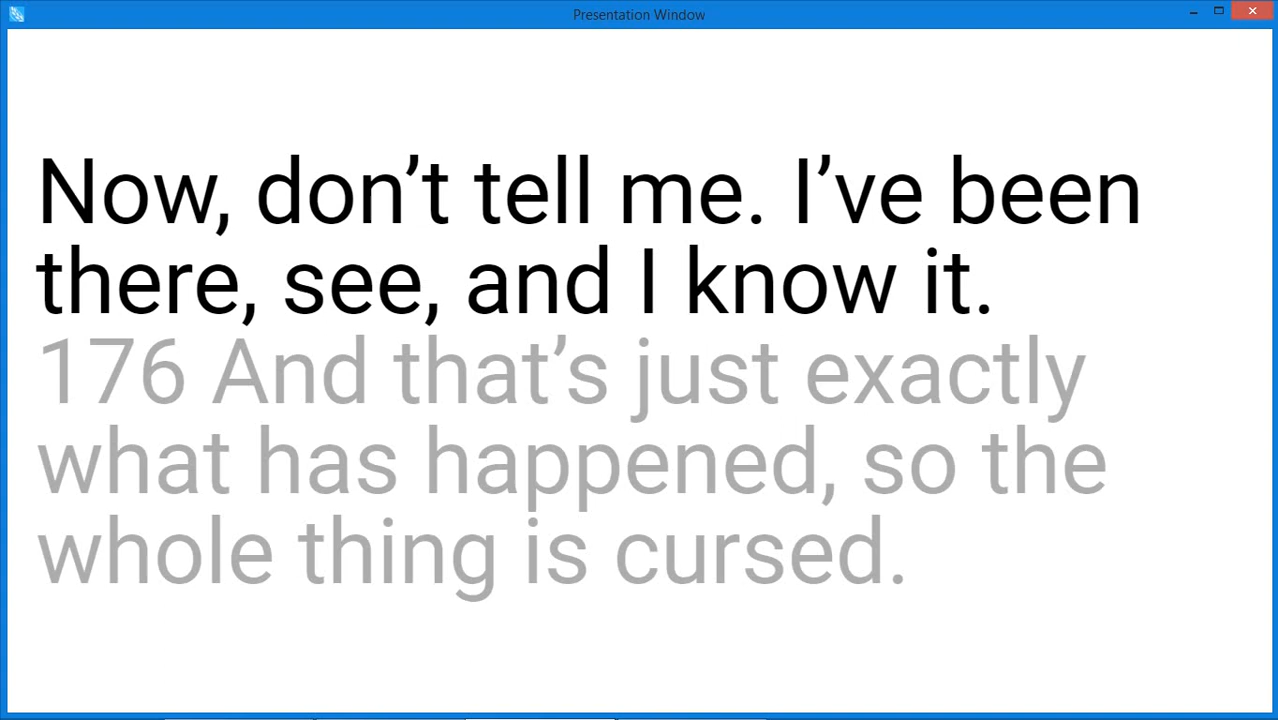 Presentation Window
Now, don’t tell me. I’ve been
there, see, and I know it.
176 And that’s just exactly
what has happened, so the
whole thing is cursed.